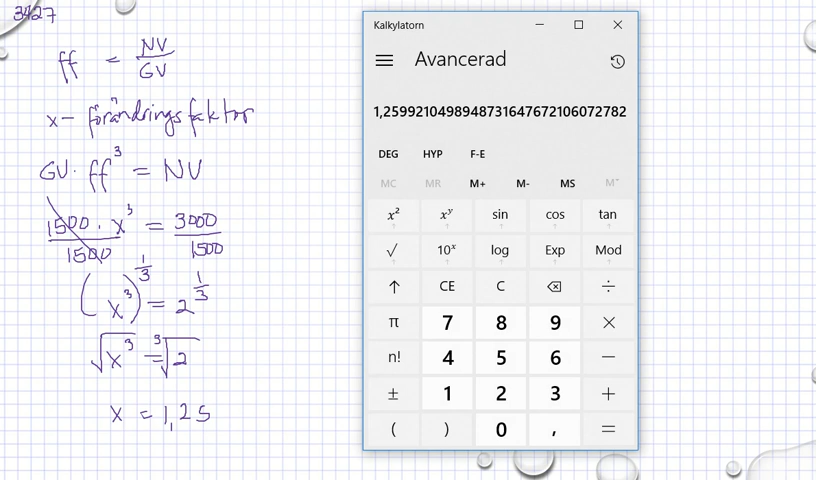 3427
ff = NV/GV
x - förändringsfaktor
GV · ff³ = NV
1500 · x³ / 1500 = 3000 / 1500
(x³)^(1/3) = 2^(1/3)
√x³ = ³√2
x = 1,25
Kalkylatorn
Avancerad
1,2599210498948731647672106072782
DEG HYP F-E
MC MR M+ M- MS M˅
x² xʸ sin cos tan
√ 10ˣ log Exp Mod
↑ CE C ⌫ ÷
π 7 8 9 ×
n! 4 5 6 −
± 1 2 3 +
( ) 0 , =